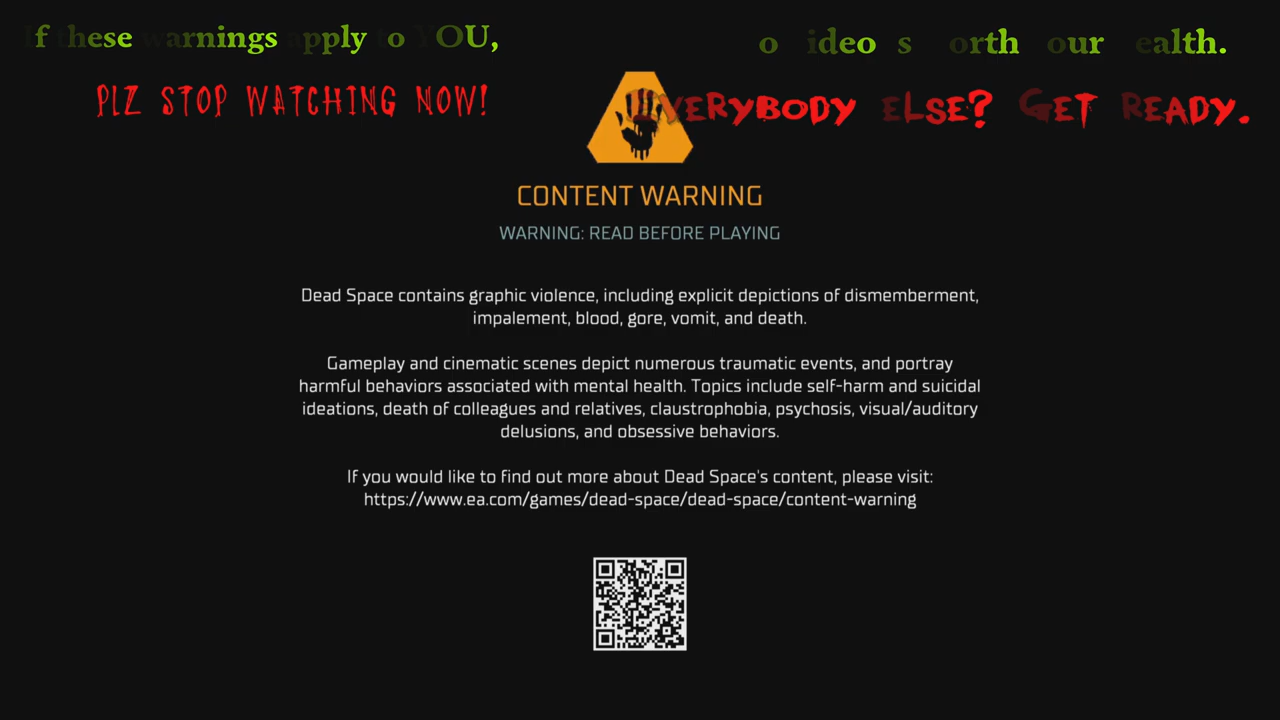 If these warnings apply to YOU,
o ideo s orth our ealth.
PLZ STOP WATCHING NOW!
EVERYBODY ELSE? GET READY.
CONTENT WARNING
WARNING: READ BEFORE PLAYING
Dead Space contains graphic violence, including explicit depictions of dismemberment,
impalement, blood, gore, vomit, and death.
Gameplay and cinematic scenes depict numerous traumatic events, and portray
harmful behaviors associated with mental health. Topics include self-harm and suicidal
ideations, death of colleagues and relatives, claustrophobia, psychosis, visual/auditory
delusions, and obsessive behaviors.
If you would like to find out more about Dead Space's content, please visit:
https://www.ea.com/games/dead-space/dead-space/content-warning